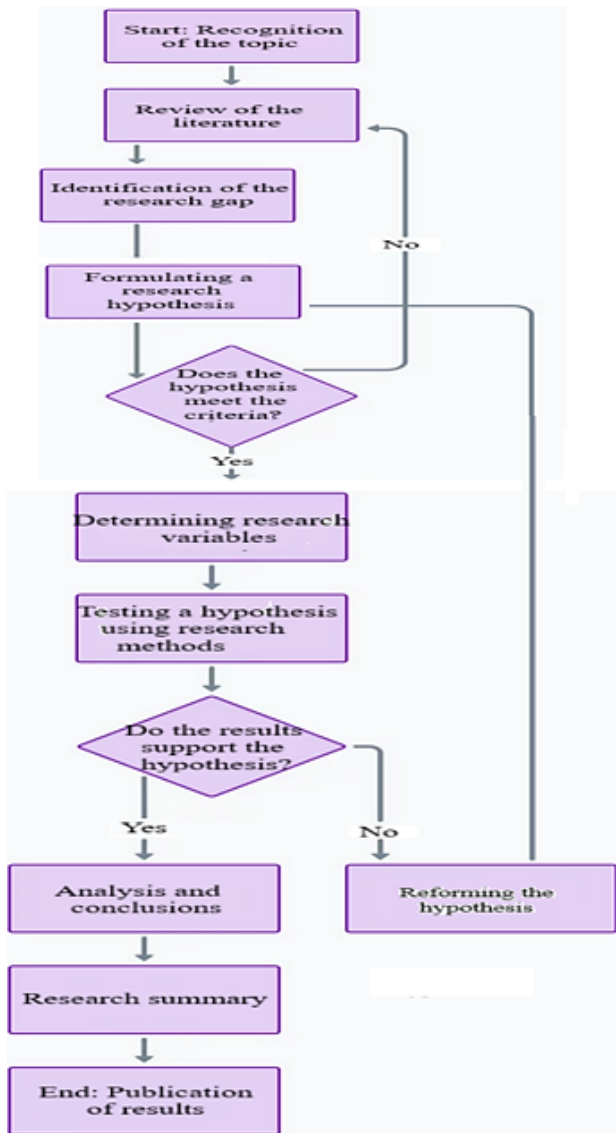 Start: Recognition
of the topic
Review of the
literature
Identification of the
research gap
No
Formulating a
research
hypothesis
Does the
hypothesis
meet the
criteria?
Yes
Determining research
variables
Testing a hypothesis
using research
methods
Do the results
support the
hypothesis?
Yes
No
Analysis and
conclusions
Reforming the
hypothesis
Research summary
End: Publication
of results